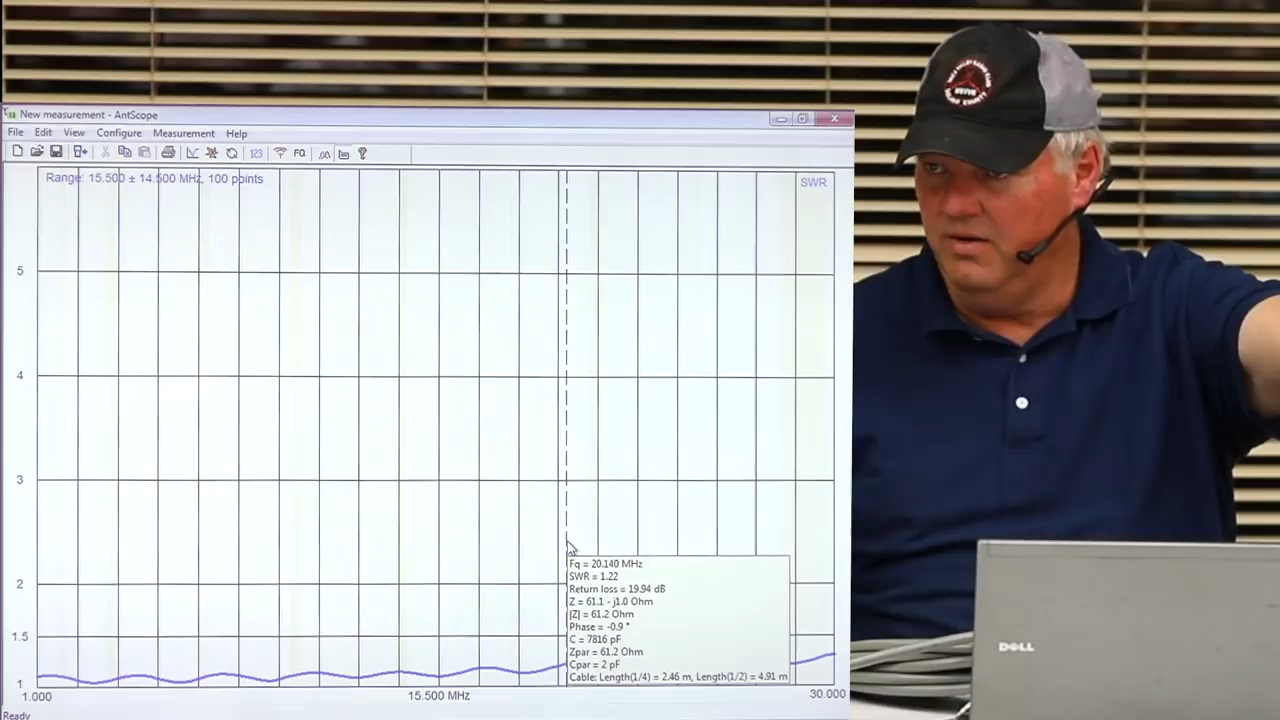 New measurement - AntScope
File Edit View Configure Measurement Help
123 FQ
Range: 15.500 ± 14.500 MHz, 100 points
SWR
5
4
3
2
1.5
1
Fq = 20.140 MHz
SWR = 1.22
Return loss = 19.94 dB
Z = 61.1 - j1.0 Ohm
|Z| = 61.2 Ohm
Phase = -0.9 °
C = 7816 pF
Zpar = 61.2 Ohm
Cpar = 2 pF
Cable: Length(1/4) = 2.46 m, Length(1/2) = 4.91 m
1.000
15.500 MHz
30.000
Ready
DELL